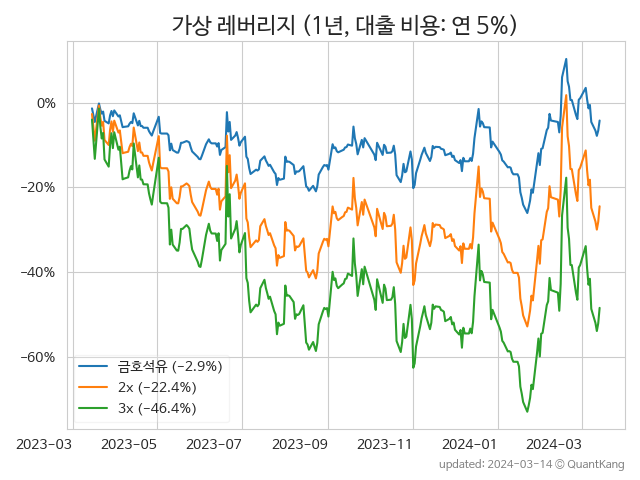 가상 레버리지 (1년, 대출 비용: 연 5%)
0%
−20%
−40%
−60%
금호석유 (−2.9%)
2x (−22.4%)
3x (−46.4%)
2023-03 2023-05 2023-07 2023-09 2023-11 2024-01 2024-03
updated: 2024-03-14 © QuantKang